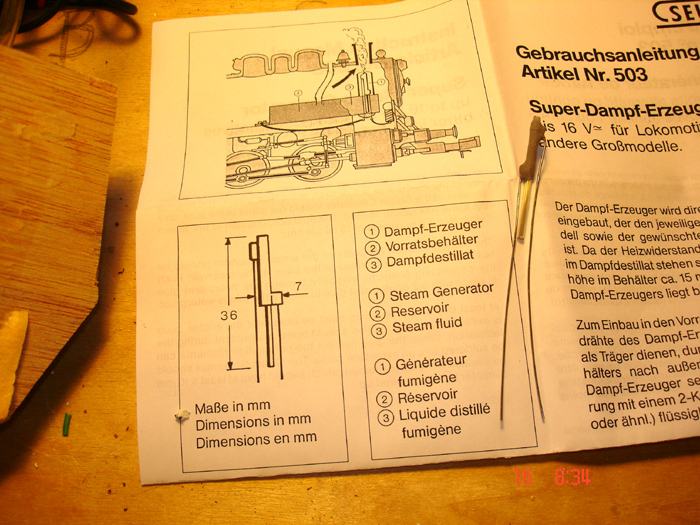 SEU
Gebrauchsanleitung
Artikel Nr. 503
Super-Dampf-Erzeug
16 V≃ für Lokomoti
andere Großmodelle.
Der Dampf-Erzeuger wird dire
eingebaut, der den jeweilige
dell sowie der gewünschte
ist. Da der Heizwiderstand
im Dampfdestillat stehen s
höhe im Behälter ca. 15 m
Dampf-Erzeugers liegt b
Zum Einbau in den Vorr
drähte des Dampf-Er
als Träger dienen, du
hälters nach außer
Dampf-Erzeuger se
rung mit einem 2-K
oder ähnl.) flüssig
① Dampf-Erzeuger
② Vorratsbehälter
③ Dampfdestillat
① Steam Generator
② Reservoir
③ Steam fluid
① Générateur
fumigène
② Réservoir
③ Liquide distillé
fumigène
36
7
Maße in mm
Dimensions in mm
Dimensions en mm
8:34